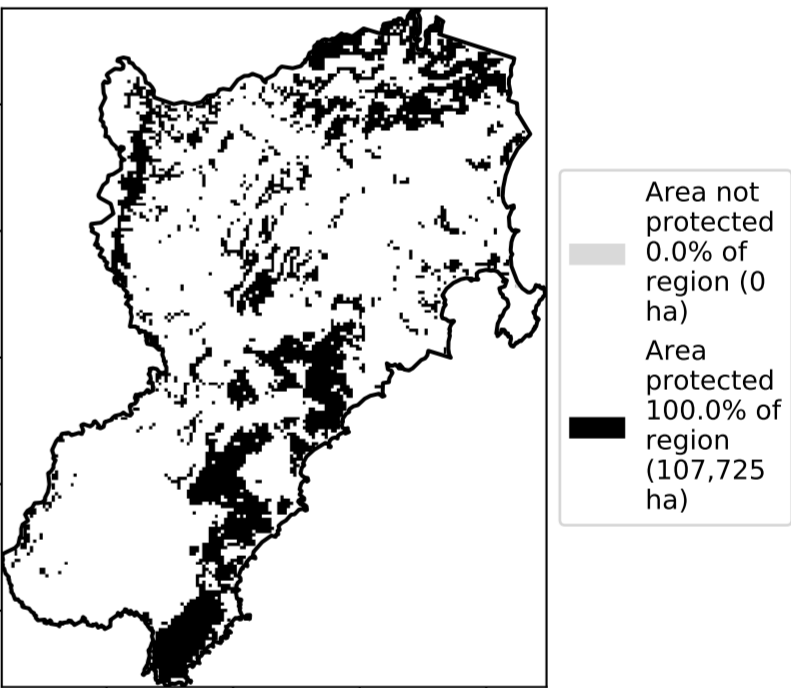 Area not
protected
0.0% of
region (0
ha)
Area
protected
100.0% of
region
(107,725
ha)